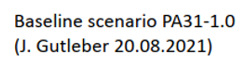 Baseline scenario PA31-1.0
(J. Gutleber 20.08.2021)